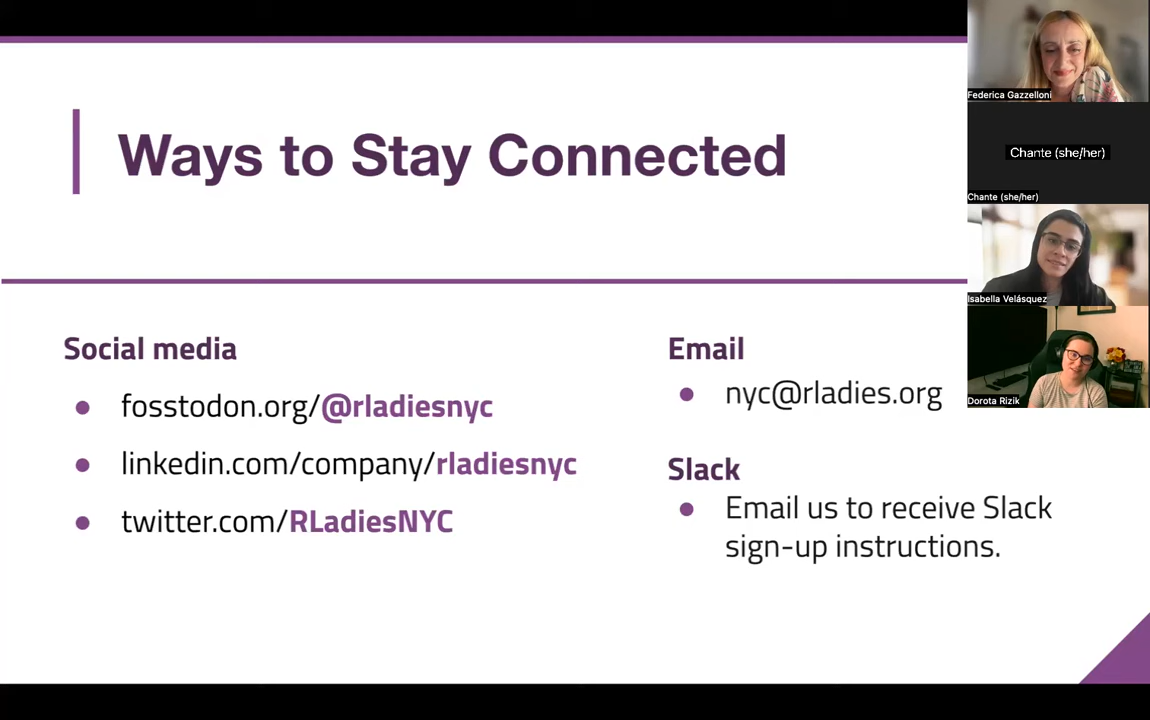 Ways to Stay Connected
Social media
fosstodon.org/@rladiesnyc
linkedin.com/company/rladiesnyc
twitter.com/RLadiesNYC
Email
nyc@rladies.org
Slack
Email us to receive Slack
sign-up instructions.
Federica Gazzelloni
Chante (she/her)
Chante (she/her)
Isabella Velásquez
Dorota Rizik